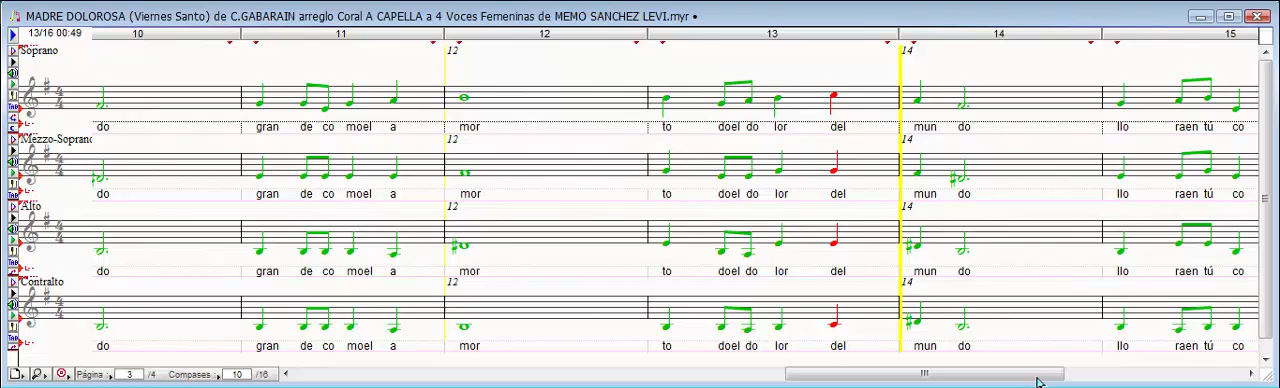 MADRE DOLOROSA (Viernes Santo) de C.GABARAIN arreglo Coral A CAPELLA a 4 Voces Femeninas de MEMO SANCHEZ LEVI.myr •
13/16 00:49 10 11 12 13 14 15
Soprano 12 14
do gran de co moel a mor to doel do lor del mun do llo raen tú co
Mezzo-Soprano 12 14
do gran de co moel a mor to doel do lor del mun do llo raen tú co
Alto 12 14
do gran de co moel a mor to doel do lor del mun do llo raen tú co
Contralto 12 14
do gran de co moel a mor to doel do lor del mun do llo raen tú co
Página : 3 /4 Compases : 10 /16